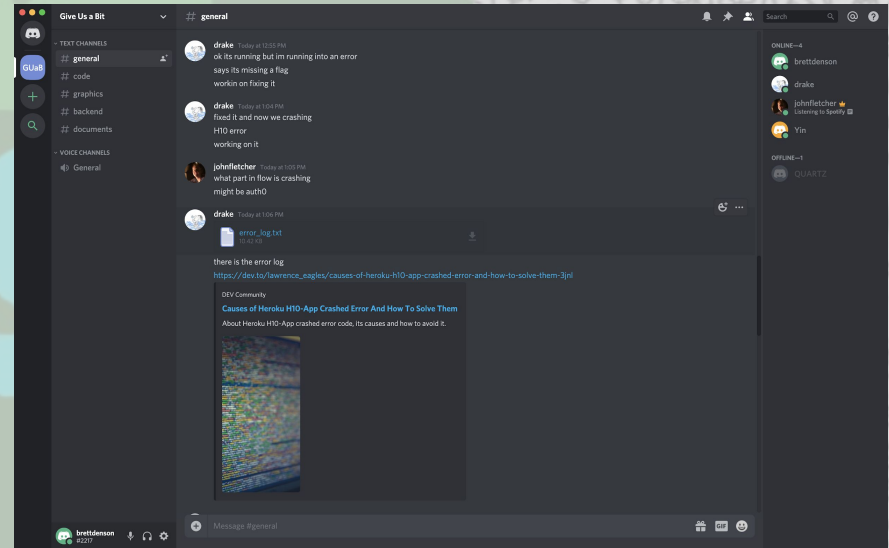 Give Us a Bit
# general
Search
GUaB
TEXT CHANNELS
# general
# code
# graphics
# backend
# documents
VOICE CHANNELS
General
drake Today at 12:55 PM
ok its running but im running into an error
says its missing a flag
workin on fixing it
drake Today at 1:04 PM
fixed it and now we crashing
H10 error
working on it
johnfletcher Today at 1:05 PM
what part in flow is crashing
might be auth0
drake Today at 1:06 PM
error_log.txt
10.42 KB
there is the error log
https://dev.to/lawrence_eagles/causes-of-heroku-h10-app-crashed-error-and-how-to-solve-them-3jnl
DEV Community
Causes of Heroku H10-App Crashed Error And How To Solve Them
About Heroku H10-App crashed error code, its causes and how to avoid it.
Message #general
GIF
brettdenson
#2217
ONLINE—4
brettdenson
drake
johnfletcher
Listening to Spotify
Yin
OFFLINE—1
QUARTZ